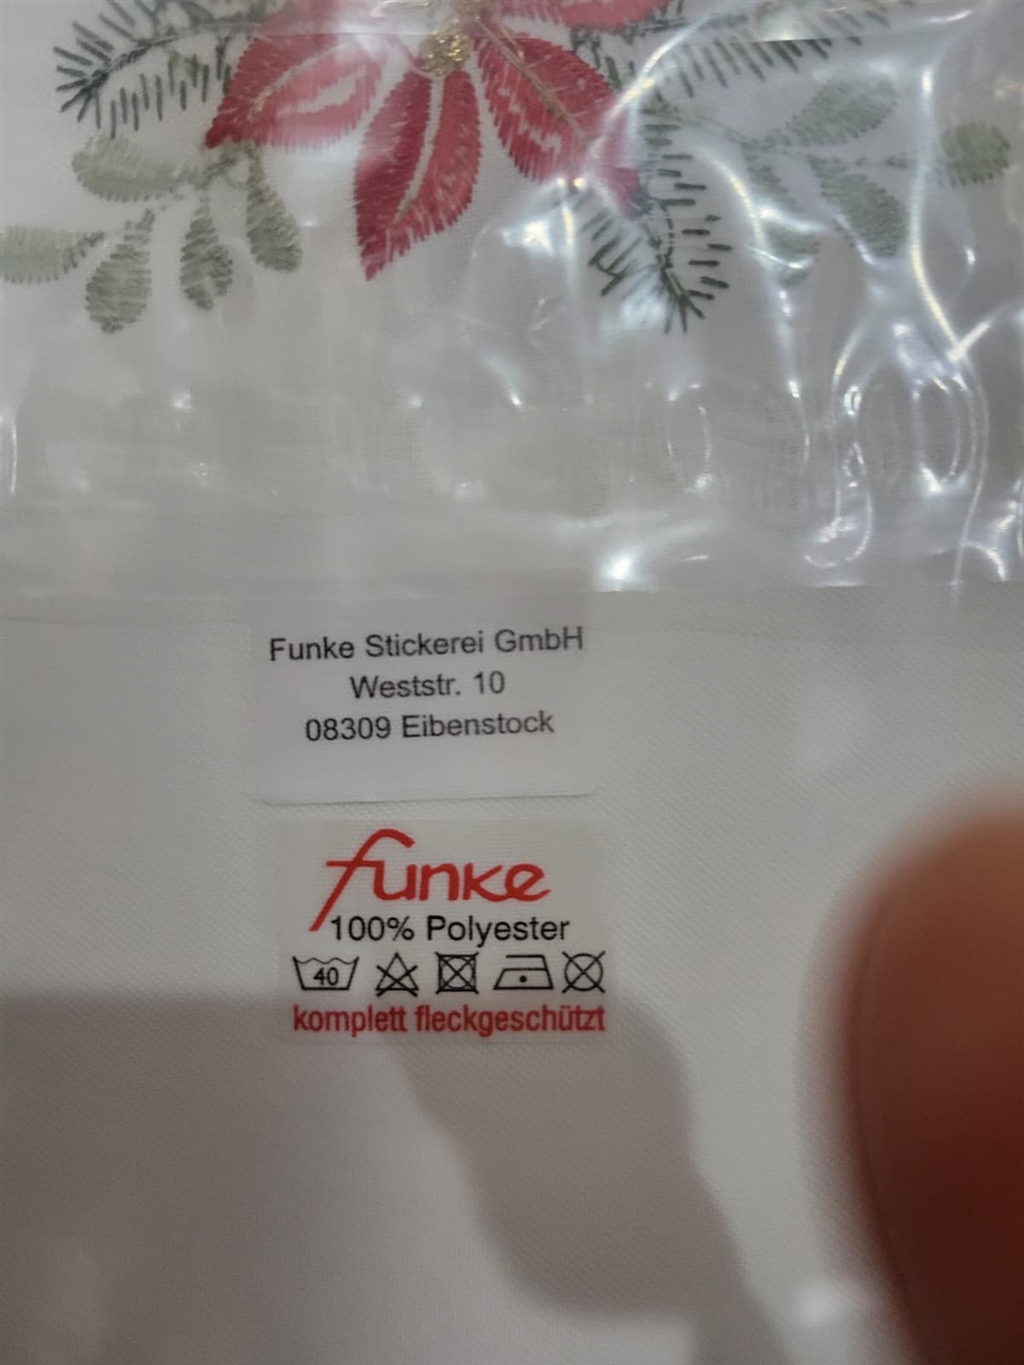 Funke Stickerei GmbH
Weststr. 10
08309 Eibenstock
funke
100% Polyester
40
komplett fleckgeschützt